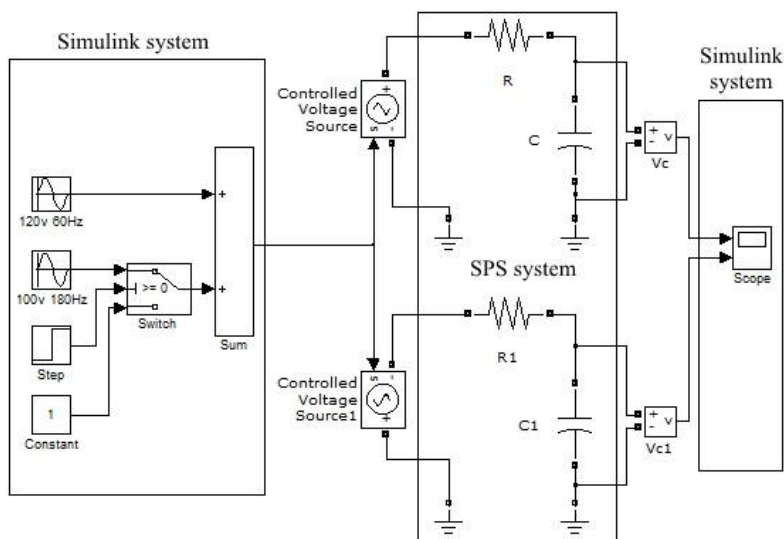 Simulink system
Simulink
system
Controlled
Voltage
Source
+
s
-
R
C
+
-
v
Vc
120v 60Hz
+
100v 180Hz
>= 0
Switch
+
Sum
Step
1
Constant
Scope
SPS system
Controlled
Voltage
Source1
s
-
+
R1
C1
+
-
v
Vc1